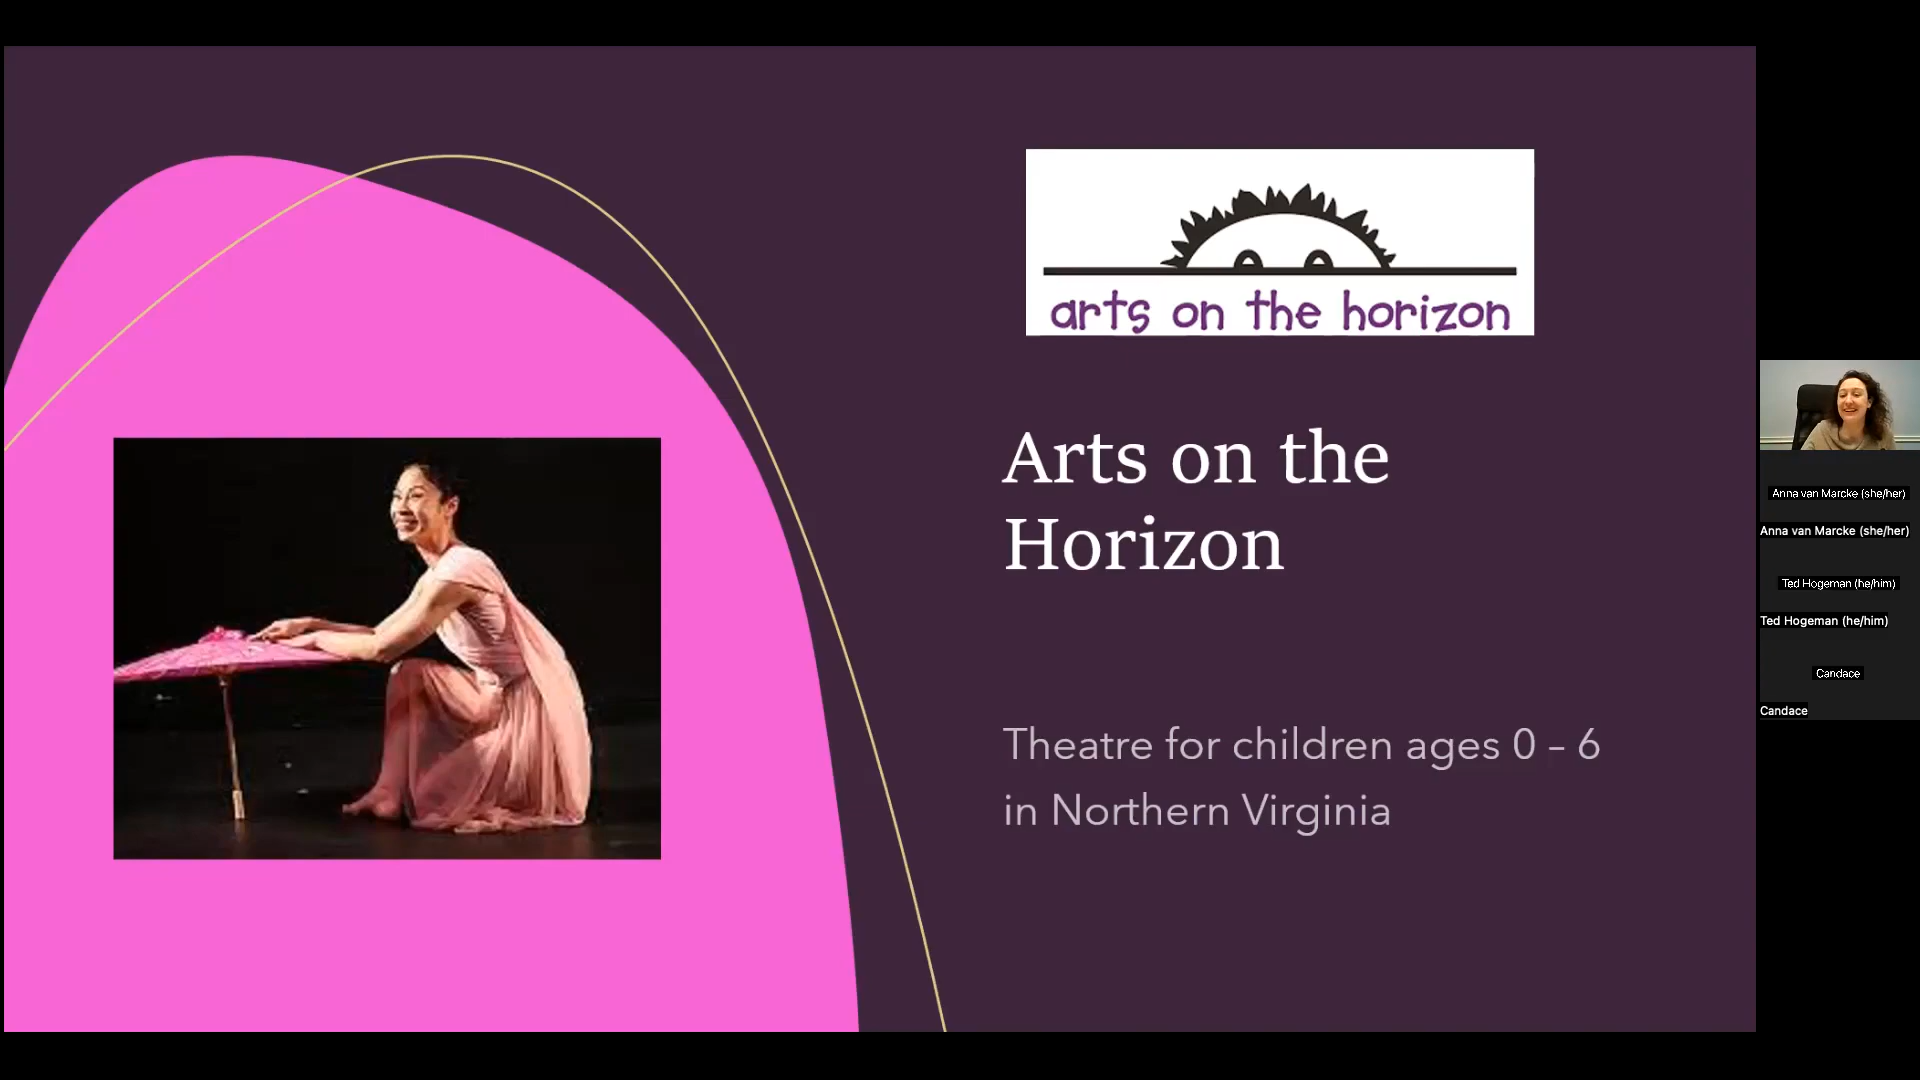 arts on the horizon
Arts on the
Horizon
Theatre for children ages 0 – 6
in Northern Virginia
Anna van Marcke (she/her)
Anna van Marcke (she/her)
Ted Hogeman (he/him)
Ted Hogeman (he/him)
Candace
Candace